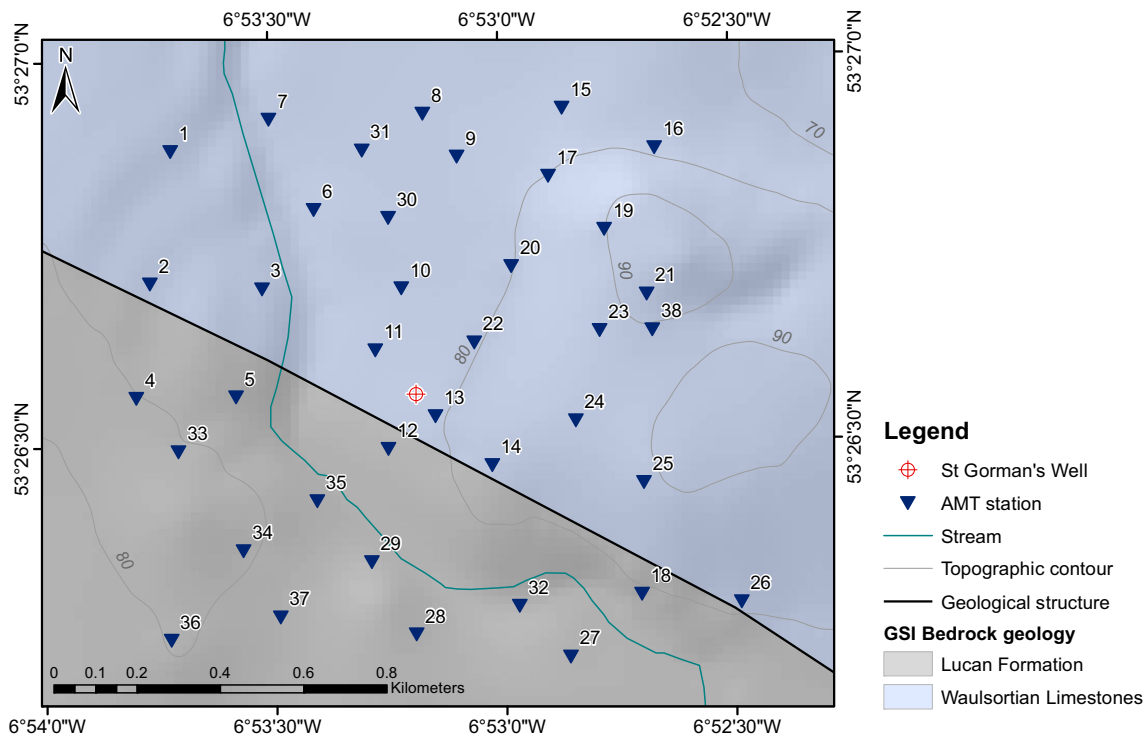 6°53'30"W 6°53'0"W 6°52'30"W
53°27'0"N
53°27'0"N
N
70
7
8
15
1
31
9
16
17
6
30
19
20
90
2
3
10
21
11
22
23
38
80
90
4
5
13
24
33
12
14
25
53°26'30"N
53°26'30"N
35
34
29
80
18
26
37
32
36
28
27
0 0.1 0.2 0.4 0.6 0.8
Kilometers
6°54'0"W 6°53'30"W 6°53'0"W 6°52'30"W
Legend
St Gorman's Well
AMT station
Stream
Topographic contour
Geological structure
GSI Bedrock geology
Lucan Formation
Waulsortian Limestones